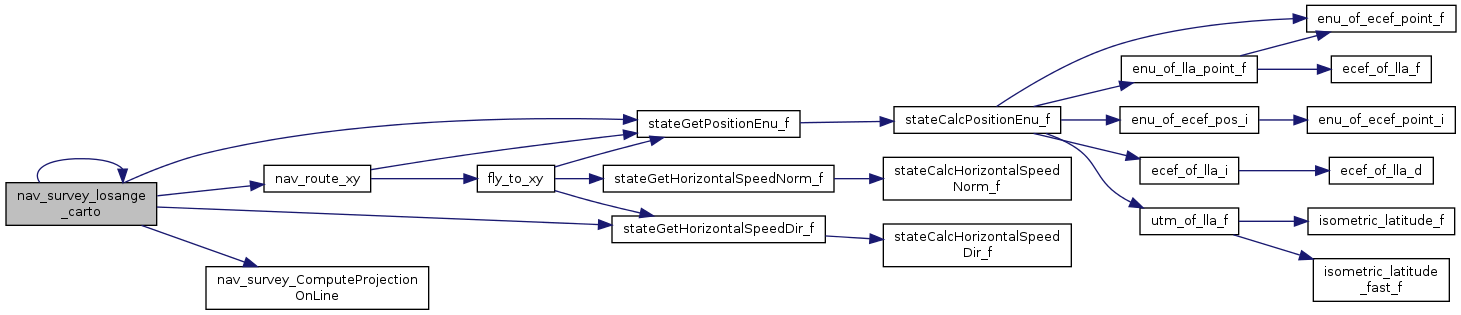 nav_survey_losange
_carto
nav_route_xy
nav_survey_ComputeProjection
OnLine
fly_to_xy
stateGetPositionEnu_f
stateGetHorizontalSpeedNorm_f
stateGetHorizontalSpeedDir_f
stateCalcPositionEnu_f
stateCalcHorizontalSpeed
Norm_f
stateCalcHorizontalSpeed
Dir_f
enu_of_lla_point_f
enu_of_ecef_pos_i
ecef_of_lla_i
utm_of_lla_f
enu_of_ecef_point_f
ecef_of_lla_f
enu_of_ecef_point_i
ecef_of_lla_d
isometric_latitude_f
isometric_latitude
_fast_f